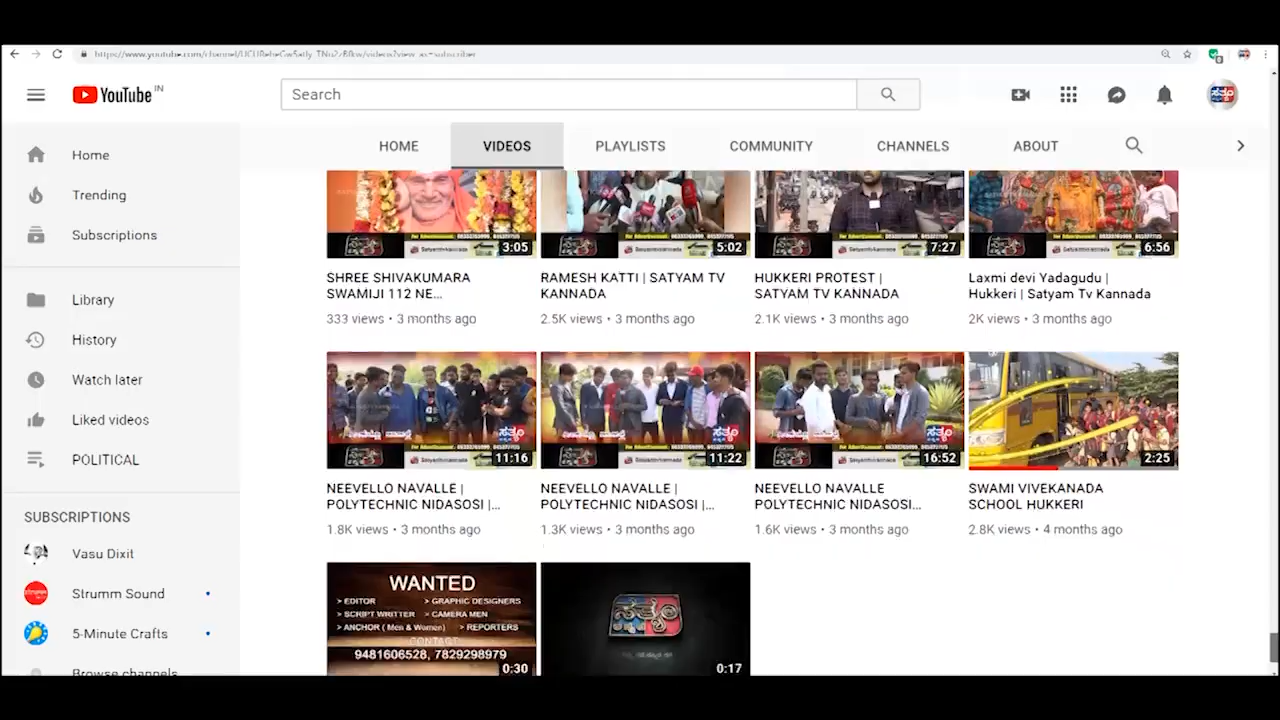 YouTube IN
Search
HOME
VIDEOS
PLAYLISTS
COMMUNITY
CHANNELS
ABOUT
Home
Trending
Subscriptions
Library
History
Watch later
Liked videos
POLITICAL
SUBSCRIPTIONS
Vasu Dixit
Strumm Sound
5-Minute Crafts
Browse channels
3:05
5:02
7:27
6:56
SHREE SHIVAKUMARA
SWAMIJI 112 NE...
333 views • 3 months ago
RAMESH KATTI | SATYAM TV
KANNADA
2.5K views • 3 months ago
HUKKERI PROTEST |
SATYAM TV KANNADA
2.1K views • 3 months ago
Laxmi devi Yadagudu |
Hukkeri | Satyam Tv Kannada
2K views • 3 months ago
ಸತ್ಯಂ
11:16
ಸತ್ಯಂ
11:22
ಸತ್ಯಂ
16:52
2:25
NEEVELLO NAVALLE |
POLYTECHNIC NIDASOSI |...
1.8K views • 3 months ago
NEEVELLO NAVALLE |
POLYTECHNIC NIDASOSI |...
1.3K views • 3 months ago
NEEVELLO NAVALLE
POLYTECHNIC NIDASOSI...
1.6K views • 3 months ago
SWAMI VIVEKANADA
SCHOOL HUKKERI
2.8K views • 4 months ago
WANTED
> EDITOR > GRAPHIC DESIGNERS
> SCRIPT WRITTER > CAMERA MEN
> ANCHOR ( Men & Women) > REPORTERS
CONTACT
9481606528, 7829298979
0:30
ಸತ್ಯಂ
0:17